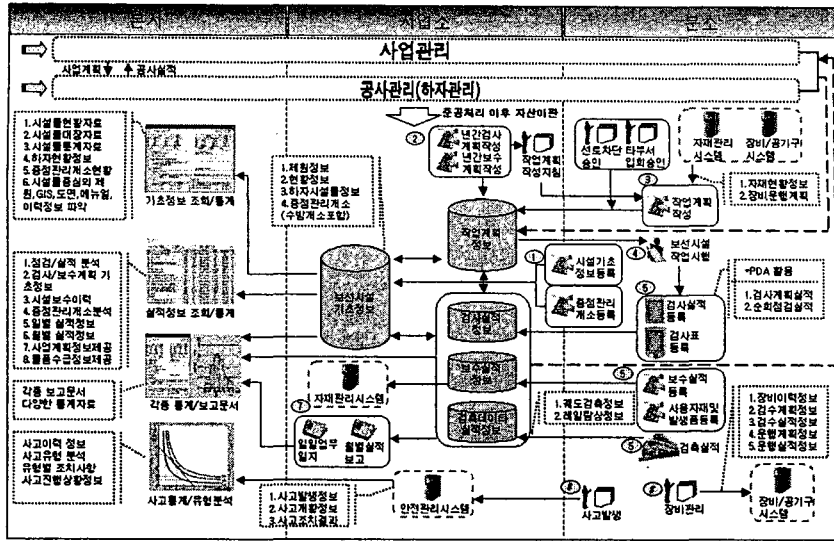 본사
사업소
분소
사업관리
사업계획 공사실적
공사관리(하자관리)
준공처리 이후 자산이관
1.시설물현황자료
2.시설물대장자료
3.시설물통계자료
4.하자현황정보
5.중점관리개소현황
6.시설물중심의 제
원,GIS,도면,메뉴얼,
이력정보 파악
기초정보 조회/통계
1.제원정보
2.현황정보
3.하자시설물정보
4.중점관리개소
(수방개소포함)
②
년간검사
계획작성
년간보수
계획작성
작업계획
작성지침
선로차단
승인
타부서
입회승인
자재관리
시스템
장비/공기구
시스템
③
작업계획
작성
1.자재현황정보
2.장비운행계획
작업계획
정보
①
시설기초
정보등록
중점관리
개소등록
④
보선시설
작업시행
1.점검/실적 분석
2.검사/보수계획 기
초정보
3.시설보수이력
4.중점관리개소분석
5.일별 실적정보
6.월별 실적정보
7.사업계획정보제공
8.물품수급정보제공
실적정보 조회/통계
보선시설
기초정보
검사실적
정보
보수실적
정보
검측데이타
실적정보
검사실적
등록
검사표
등록
*PDA 활용
1.검사계획실적
2.순회점검실적
각종 보고문서
다양한 통계자료
각종 통계/보고문서
자재관리시스템
⑦
일일업무
일지
월별실적
보고
1.궤도검측정보
2.레일탐상정보
⑤
보수실적
등록
사용자재및
발생품등록
⑤
검측실적
1.장비이력정보
2.검수계획정보
3.검수실적정보
4.운행계획정보
5.운행실적정보
사고이력 정보
사고유형 분석
유형별 조치사항
사고진행상황정보
사고통계/유형분석
1.사고발생정보
2.사고개황정보
3.사고조치결과
안전관리시스템
사고발생
장비관리
장비/공기구
시스템